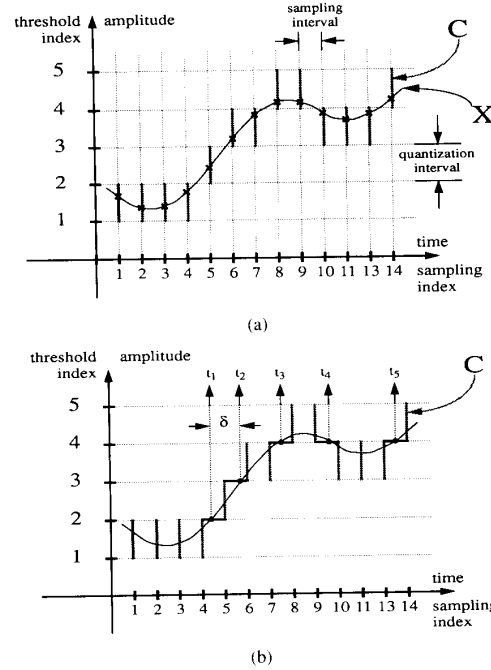 threshold index
amplitude
sampling interval
C
X
5
4
3
2
1
quantization interval
time
1 2 3 4 5 6 7 8 9 10 11 13 14
sampling index
(a)
threshold index
amplitude
t1 t2 t3 t4 t5
C
δ
5
4
3
2
1
time
1 2 3 4 5 6 7 8 9 10 11 13 14
sampling index
(b)